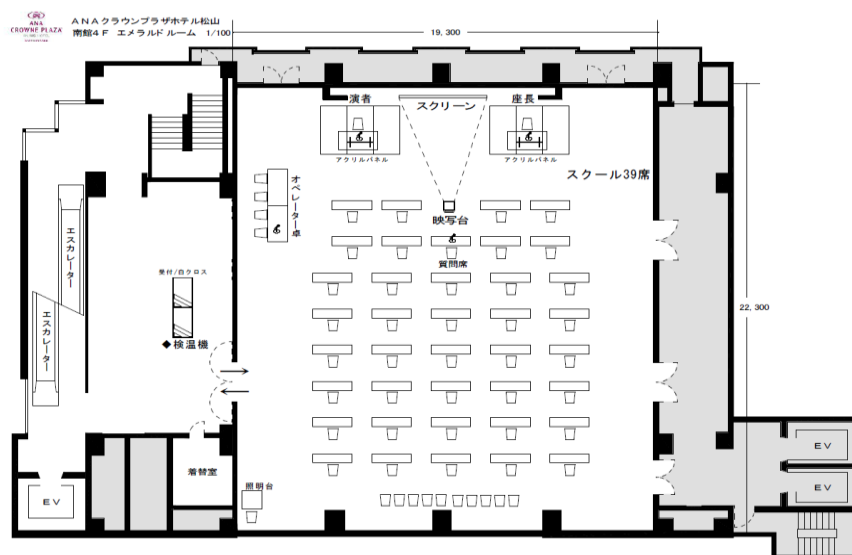 ANA
CROWNE PLAZA
ANAクラウンプラザホテル松山
南館4F エメラルドルーム 1/100
19,300
演者
スクリーン
座長
アクリルパネル
アクリルパネル
スクール39席
オペレーター卓
映写台
質問席
エスカレーター
エスカレーター
受付/白クロス
◆検温機
22,300
着替室
照明台
EV
EV
EV